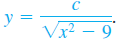 y = c / √(x² − 9).